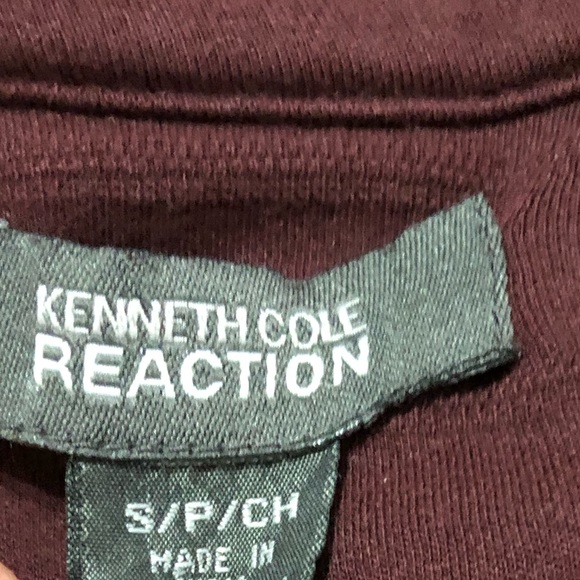 KENNETH COLE
REACTION
S/P/CH
MADE IN